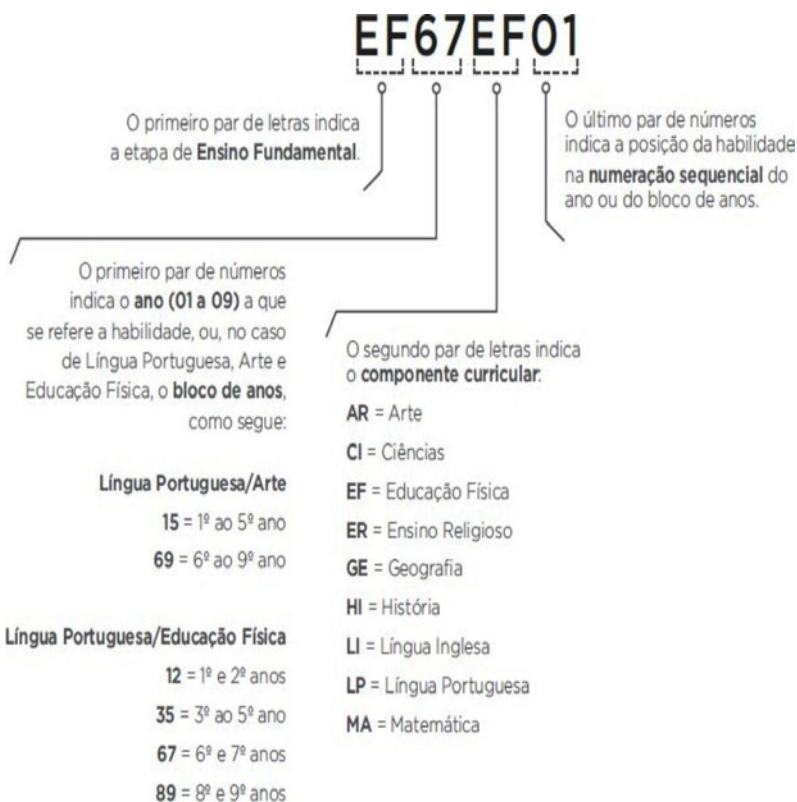 EF67EF01
O primeiro par de letras indica
a etapa de Ensino Fundamental.
O último par de números
indica a posição da habilidade
na numeração sequencial do
ano ou do bloco de anos.
O primeiro par de números
indica o ano (01 a 09) a que
se refere a habilidade, ou, no caso
de Língua Portuguesa, Arte e
Educação Física, o bloco de anos,
como segue:
Língua Portuguesa/Arte
15 = 1º ao 5º ano
69 = 6º ao 9º ano
Língua Portuguesa/Educação Física
12 = 1º e 2º anos
35 = 3º ao 5º ano
67 = 6º e 7º anos
89 = 8º e 9º anos
O segundo par de letras indica
o componente curricular:
AR = Arte
CI = Ciências
EF = Educação Física
ER = Ensino Religioso
GE = Geografia
HI = História
LI = Língua Inglesa
LP = Língua Portuguesa
MA = Matemática